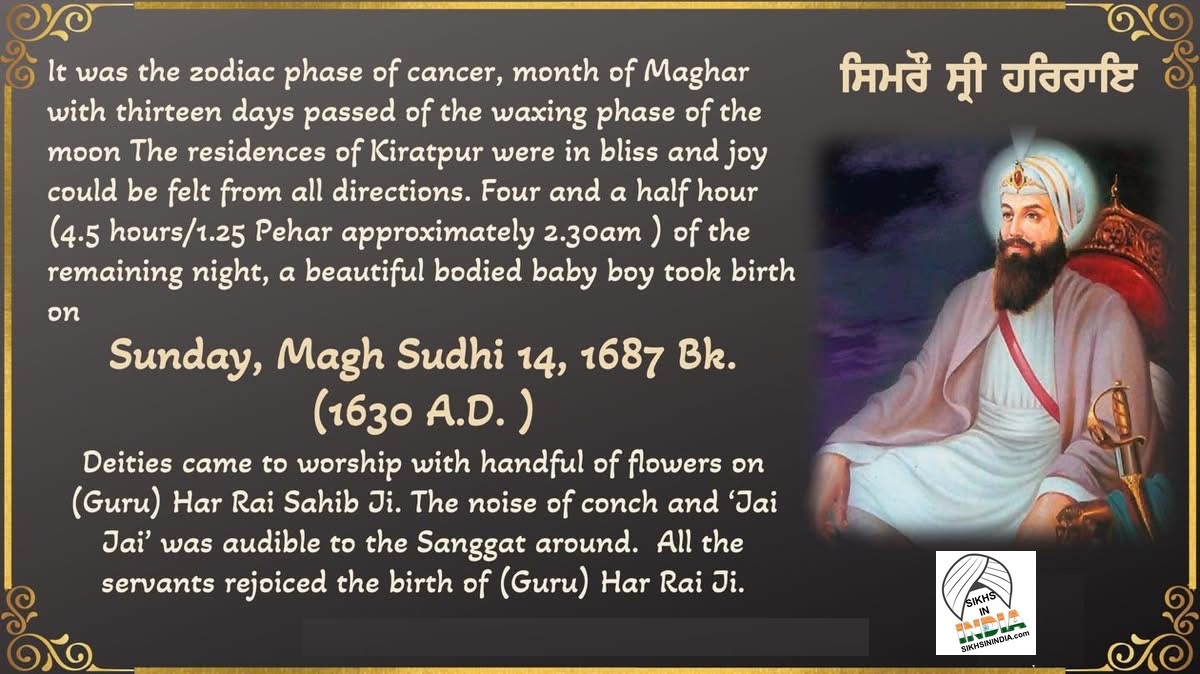 It was the zodiac phase of cancer, month of Maghar
with thirteen days passed of the waxing phase of the
moon The residences of Kiratpur were in bliss and joy
could be felt from all directions. Four and a half hour
(4.5 hours/1.25 Pehar approximately 2.30am ) of the
remaining night, a beautiful bodied baby boy took birth
on
Sunday, Magh Sudhi 14, 1687 Bk.
(1630 A.D. )
Deities came to worship with handful of flowers on
(Guru) Har Rai Sahib Ji. The noise of conch and ‘Jai
Jai’ was audible to the Sanggat around.  All the
servants rejoiced the birth of (Guru) Har Rai Ji.
ਸਿਮਰੌ ਸ੍ਰੀ ਹਰਿਰਾਇ
SIKHS
IN
INDIA
SIKHSININDIA.com